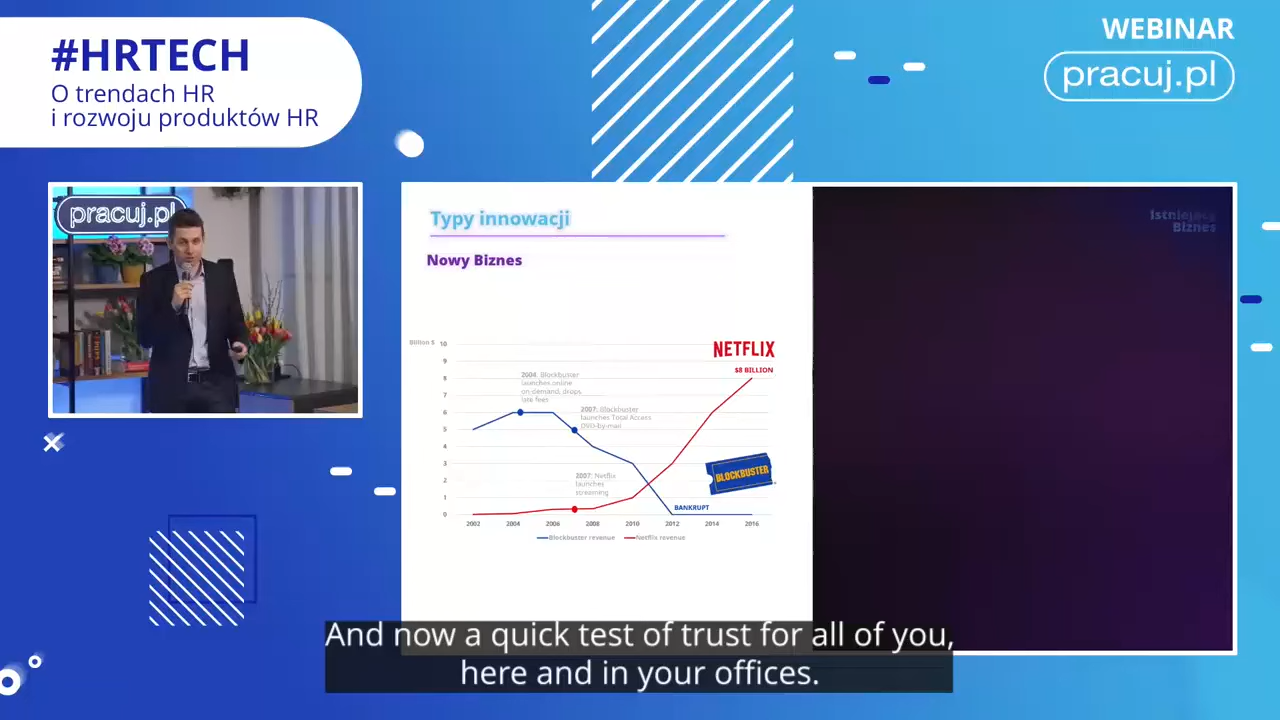 #HRTECH
O trendach HR
i rozwoju produktów HR
WEBINAR
pracuj.pl
pracuj.pl
Typy innowacji
Nowy Biznes
Istniejący
Biznes
Billion $
10
9
8
7
6
5
4
3
2
1
0
NETFLIX
$8 BILLION
2004: Blockbuster
launches online
on-demand, drops
late fees
2007: Blockbuster
launches Total Access
DVD-by-mail
2007: Netflix
launches
streaming
BLOCKBUSTER
BANKRUPT
2002 2004 2006 2008 2010 2012 2014 2016
Blockbuster revenue Netflix revenue
And now a quick test of trust for all of you,
here and in your offices.